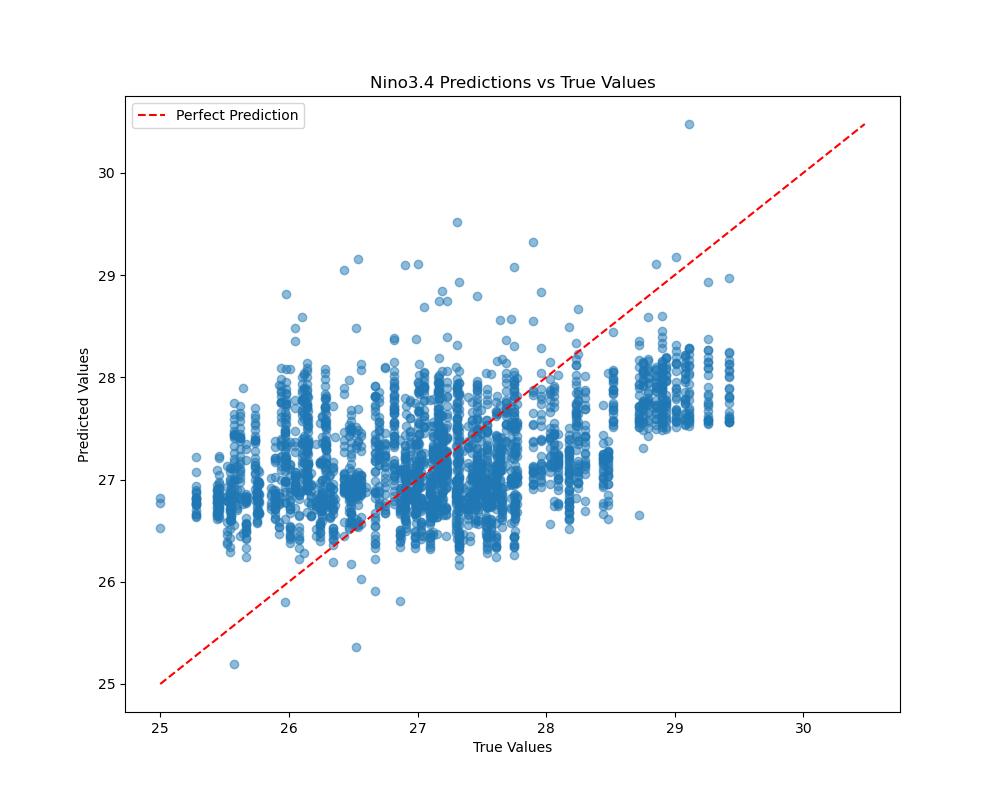 Nino3.4 Predictions vs True Values
Perfect Prediction
Predicted Values
30
29
28
27
26
25
25 26 27 28 29 30
True Values